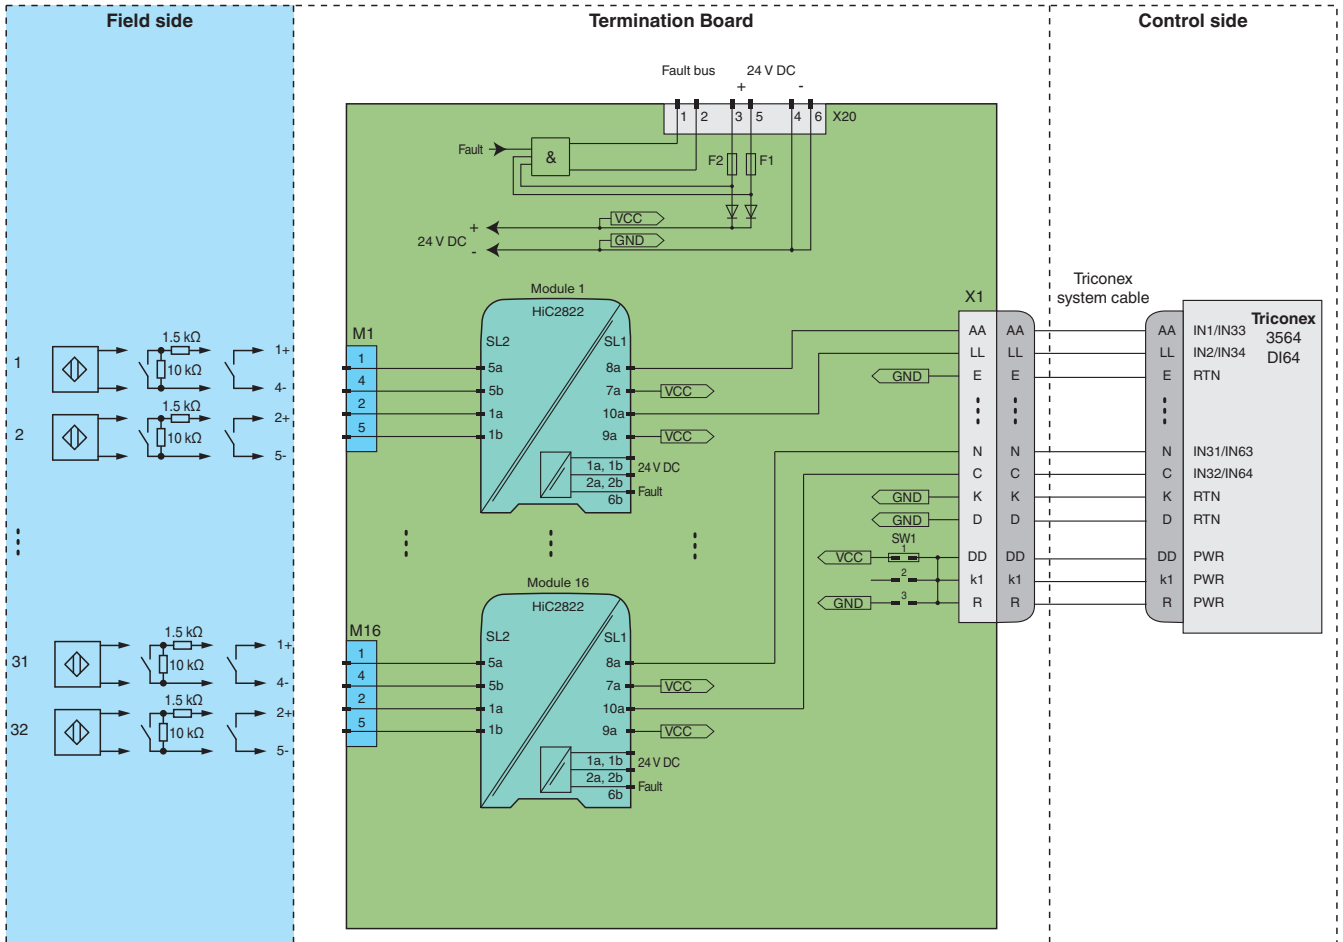 Field side
Termination Board
Control side
Fault bus
24 V DC
+
-
1
2
3
5
4
6
X20
Fault
&
F2
F1
VCC
+
24 V DC
-
GND
Module 1
HiC2822
SL2
SL1
M1
1
4
2
5
5a
5b
1a
1b
8a
7a
VCC
10a
9a
VCC
1a, 1b
24 V DC
2a, 2b
Fault
6b
1
1.5 kΩ
10 kΩ
1+
4-
2
1.5 kΩ
10 kΩ
2+
5-
Module 16
HiC2822
SL2
SL1
M16
1
4
2
5
5a
5b
1a
1b
8a
7a
VCC
10a
9a
VCC
1a, 1b
24 V DC
2a, 2b
Fault
6b
31
1.5 kΩ
10 kΩ
1+
4-
32
1.5 kΩ
10 kΩ
2+
5-
X1
Triconex
system cable
Triconex
3564
DI64
AA AA AA IN1/IN33
LL LL LL IN2/IN34
GND E E E RTN
N N N IN31/IN63
C C C IN32/IN64
GND K K K RTN
GND D D D RTN
SW1
VCC 1 DD DD DD PWR
2 k1 k1 k1 PWR
GND 3 R R R PWR